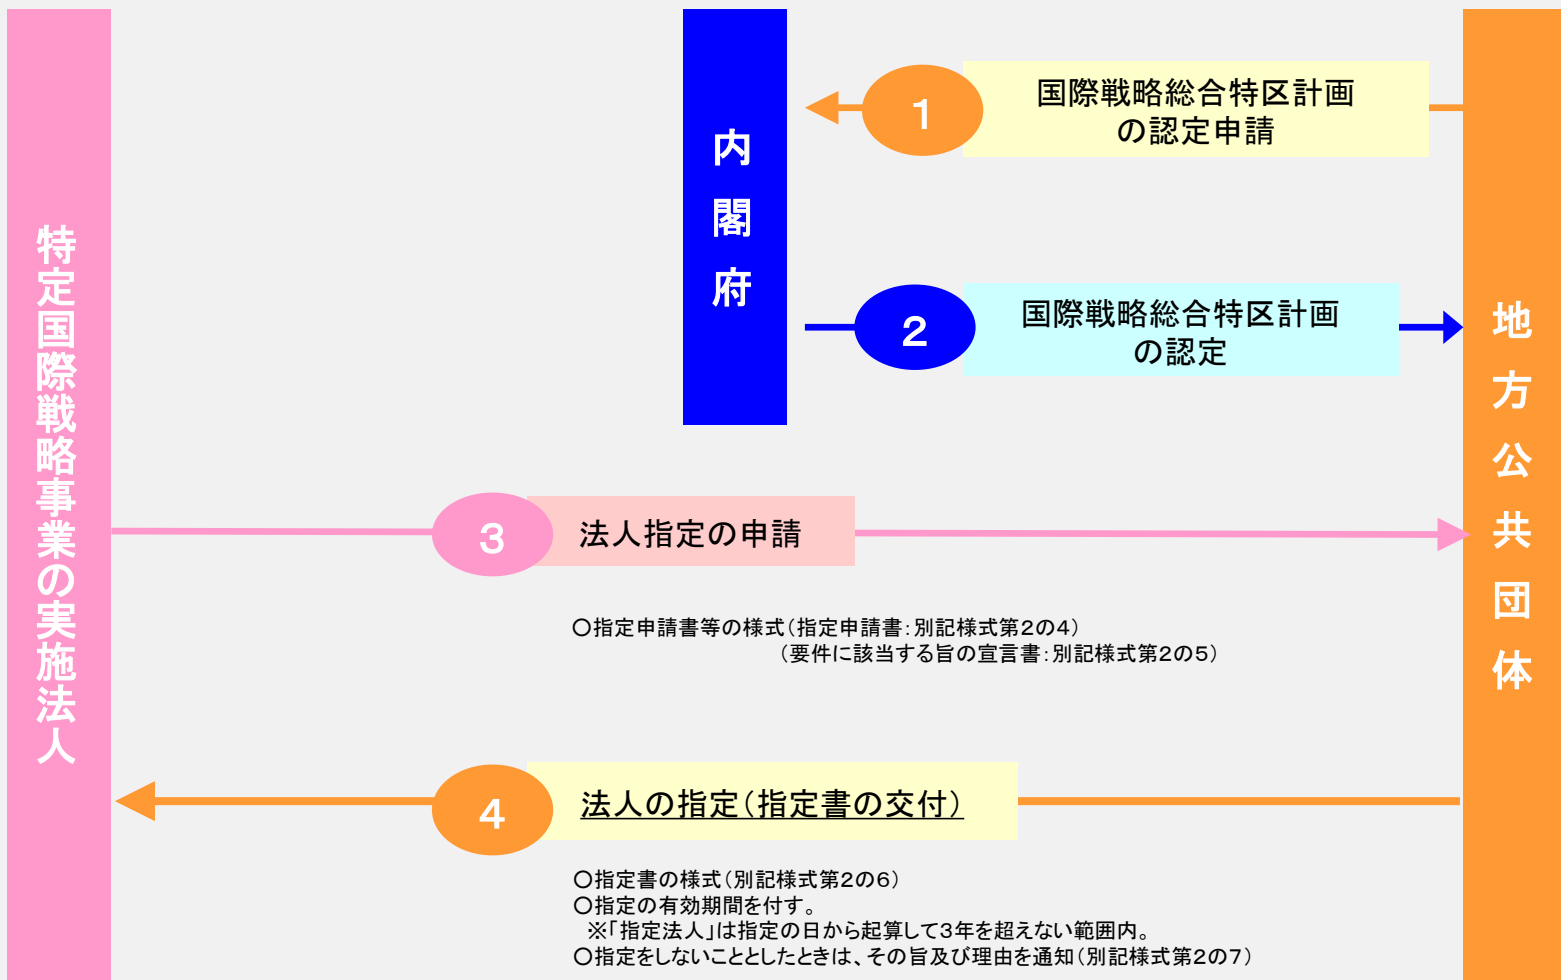 特定国際戦略事業の実施法人
内閣府
地方公共団体
1
国際戦略総合特区計画
の認定申請
2
国際戦略総合特区計画
の認定
3
法人指定の申請
○指定申請書等の様式(指定申請書:別記様式第2の4)
(要件に該当する旨の宣言書:別記様式第2の5)
4
法人の指定(指定書の交付)
○指定書の様式(別記様式第2の6)
○指定の有効期間を付す。
※「指定法人」は指定の日から起算して3年を超えない範囲内。
○指定をしないこととしたときは、その旨及び理由を通知(別記様式第2の7)